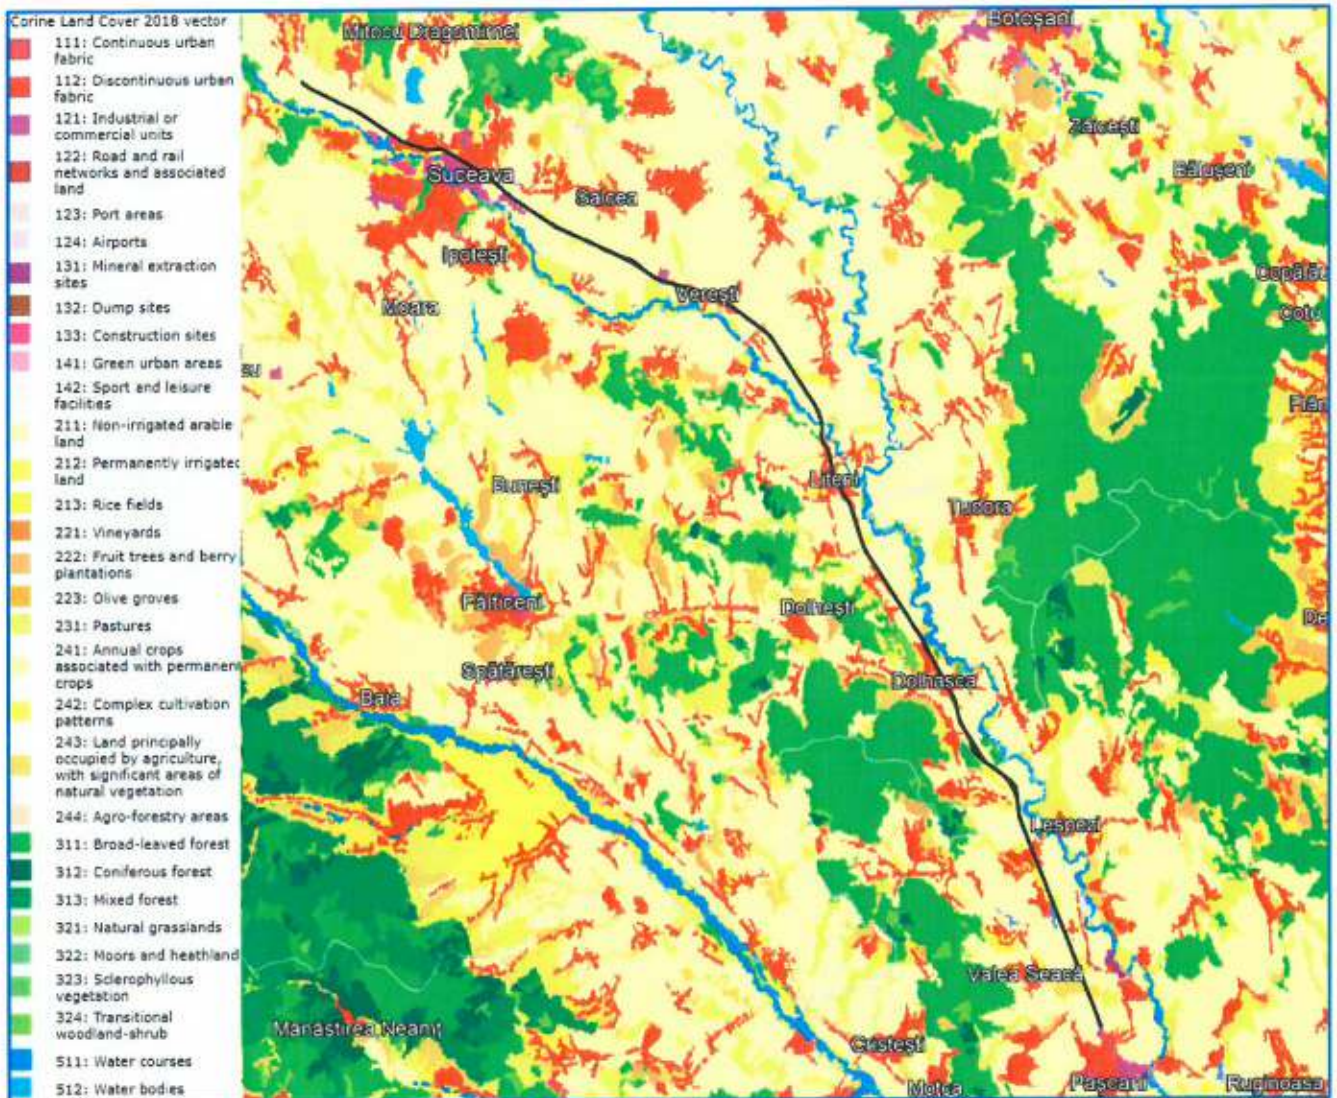 Corine Land Cover 2018 vector
111: Continuous urban
fabric
112: Discontinuous urban
fabric
121: Industrial or
commercial units
122: Road and rail
networks and associated
land
123: Port areas
124: Airports
131: Mineral extraction
sites
132: Dump sites
133: Construction sites
141: Green urban areas
142: Sport and leisure
facilities
211: Non-irrigated arable
land
212: Permanently irrigated
land
213: Rice fields
221: Vineyards
222: Fruit trees and berry
plantations
223: Olive groves
231: Pastures
241: Annual crops
associated with permanent
crops
242: Complex cultivation
patterns
243: Land principally
occupied by agriculture,
with significant areas of
natural vegetation
244: Agro-forestry areas
311: Broad-leaved forest
312: Coniferous forest
313: Mixed forest
321: Natural grasslands
322: Moors and heathland
323: Sclerophyllous
vegetation
324: Transitional
woodland-shrub
511: Water courses
512: Water bodies
Mitocu Dragomirnei
Botoșani
Zăicești
Bălușeni
Suceava
Salcea
Ipotești
Copălău
Verești
Moara
Cotu
Bunești
Liteni
Tudora
Fălticeni
Dolhești
De
Spătărești
Dolhasca
Baia
Lespezi
Valea Seacă
Mănăstirea Neamț
Cristești
Moțca
Pașcani
Ruginoasa